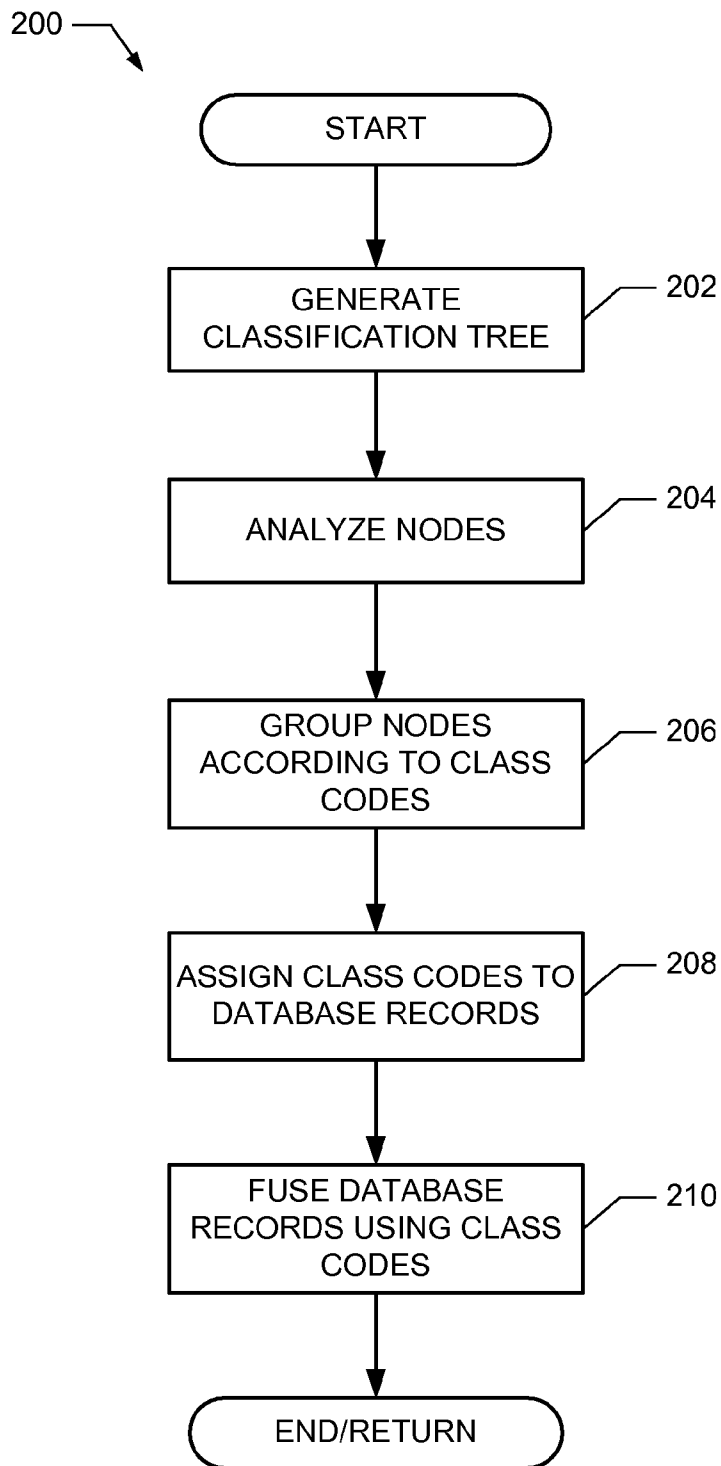 200
START
GENERATE
CLASSIFICATION TREE
202
ANALYZE NODES
204
GROUP NODES
ACCORDING TO CLASS
CODES
206
ASSIGN CLASS CODES TO
DATABASE RECORDS
208
FUSE DATABASE
RECORDS USING CLASS
CODES
210
END/RETURN